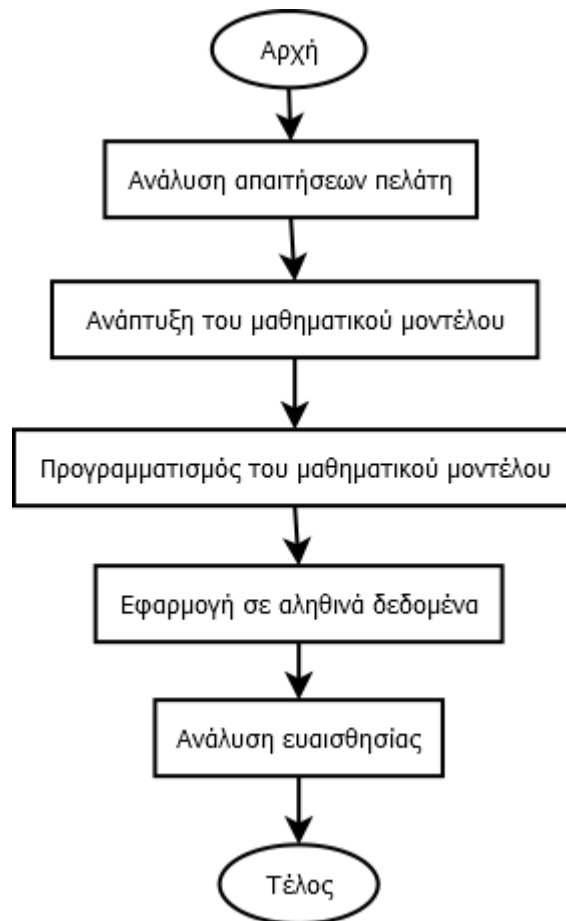 Αρχή
Ανάλυση απαιτήσεων πελάτη
Ανάπτυξη του μαθηματικού μοντέλου
Προγραμματισμός του μαθηματικού μοντέλου
Εφαρμογή σε αληθινά δεδομένα
Ανάλυση ευαισθησίας
Τέλος